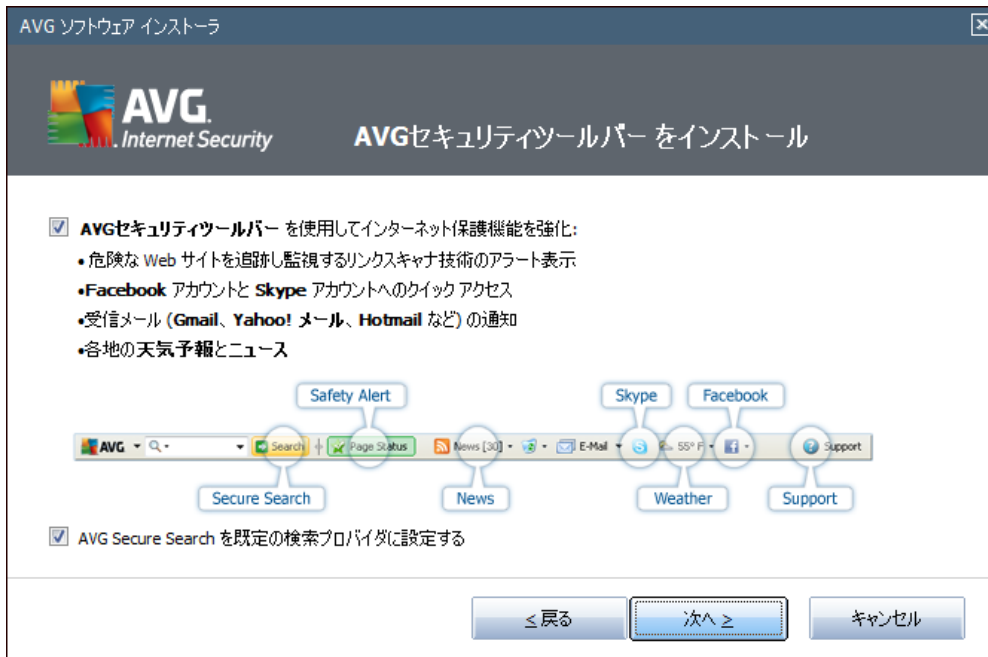 AVG ソフトウェア インストーラ
AVG.
Internet Security
AVGセキュリティツールバー をインストール
AVGセキュリティツールバー を使用してインターネット保護機能を強化:
• 危険な Web サイトを追跡し監視するリンクスキャナ技術のアラート表示
•Facebook アカウントと Skype アカウントへのクイック アクセス
•受信メール (Gmail、Yahoo! メール、Hotmail など) の通知
•各地の天気予報とニュース
Safety Alert Skype Facebook
AVG Search Page Status News [30] E-Mail 55° F Support
Secure Search News Weather Support
AVG Secure Search を既定の検索プロバイダに設定する
≤ 戻る 次へ ≥ キャンセル